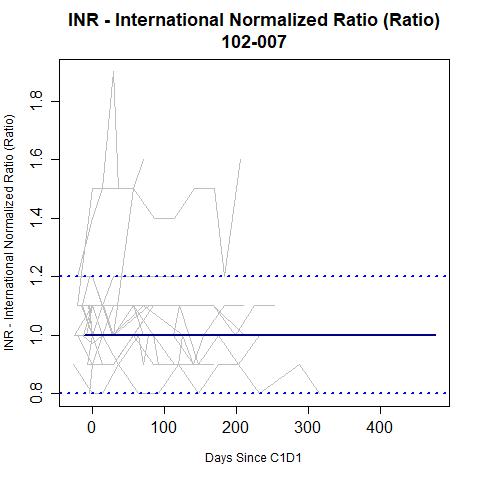 INR - International Normalized Ratio (Ratio)
102-007
INR - International Normalized Ratio (Ratio)
1.8
1.6
1.4
1.2
1.0
0.8
0 100 200 300 400
Days Since C1D1